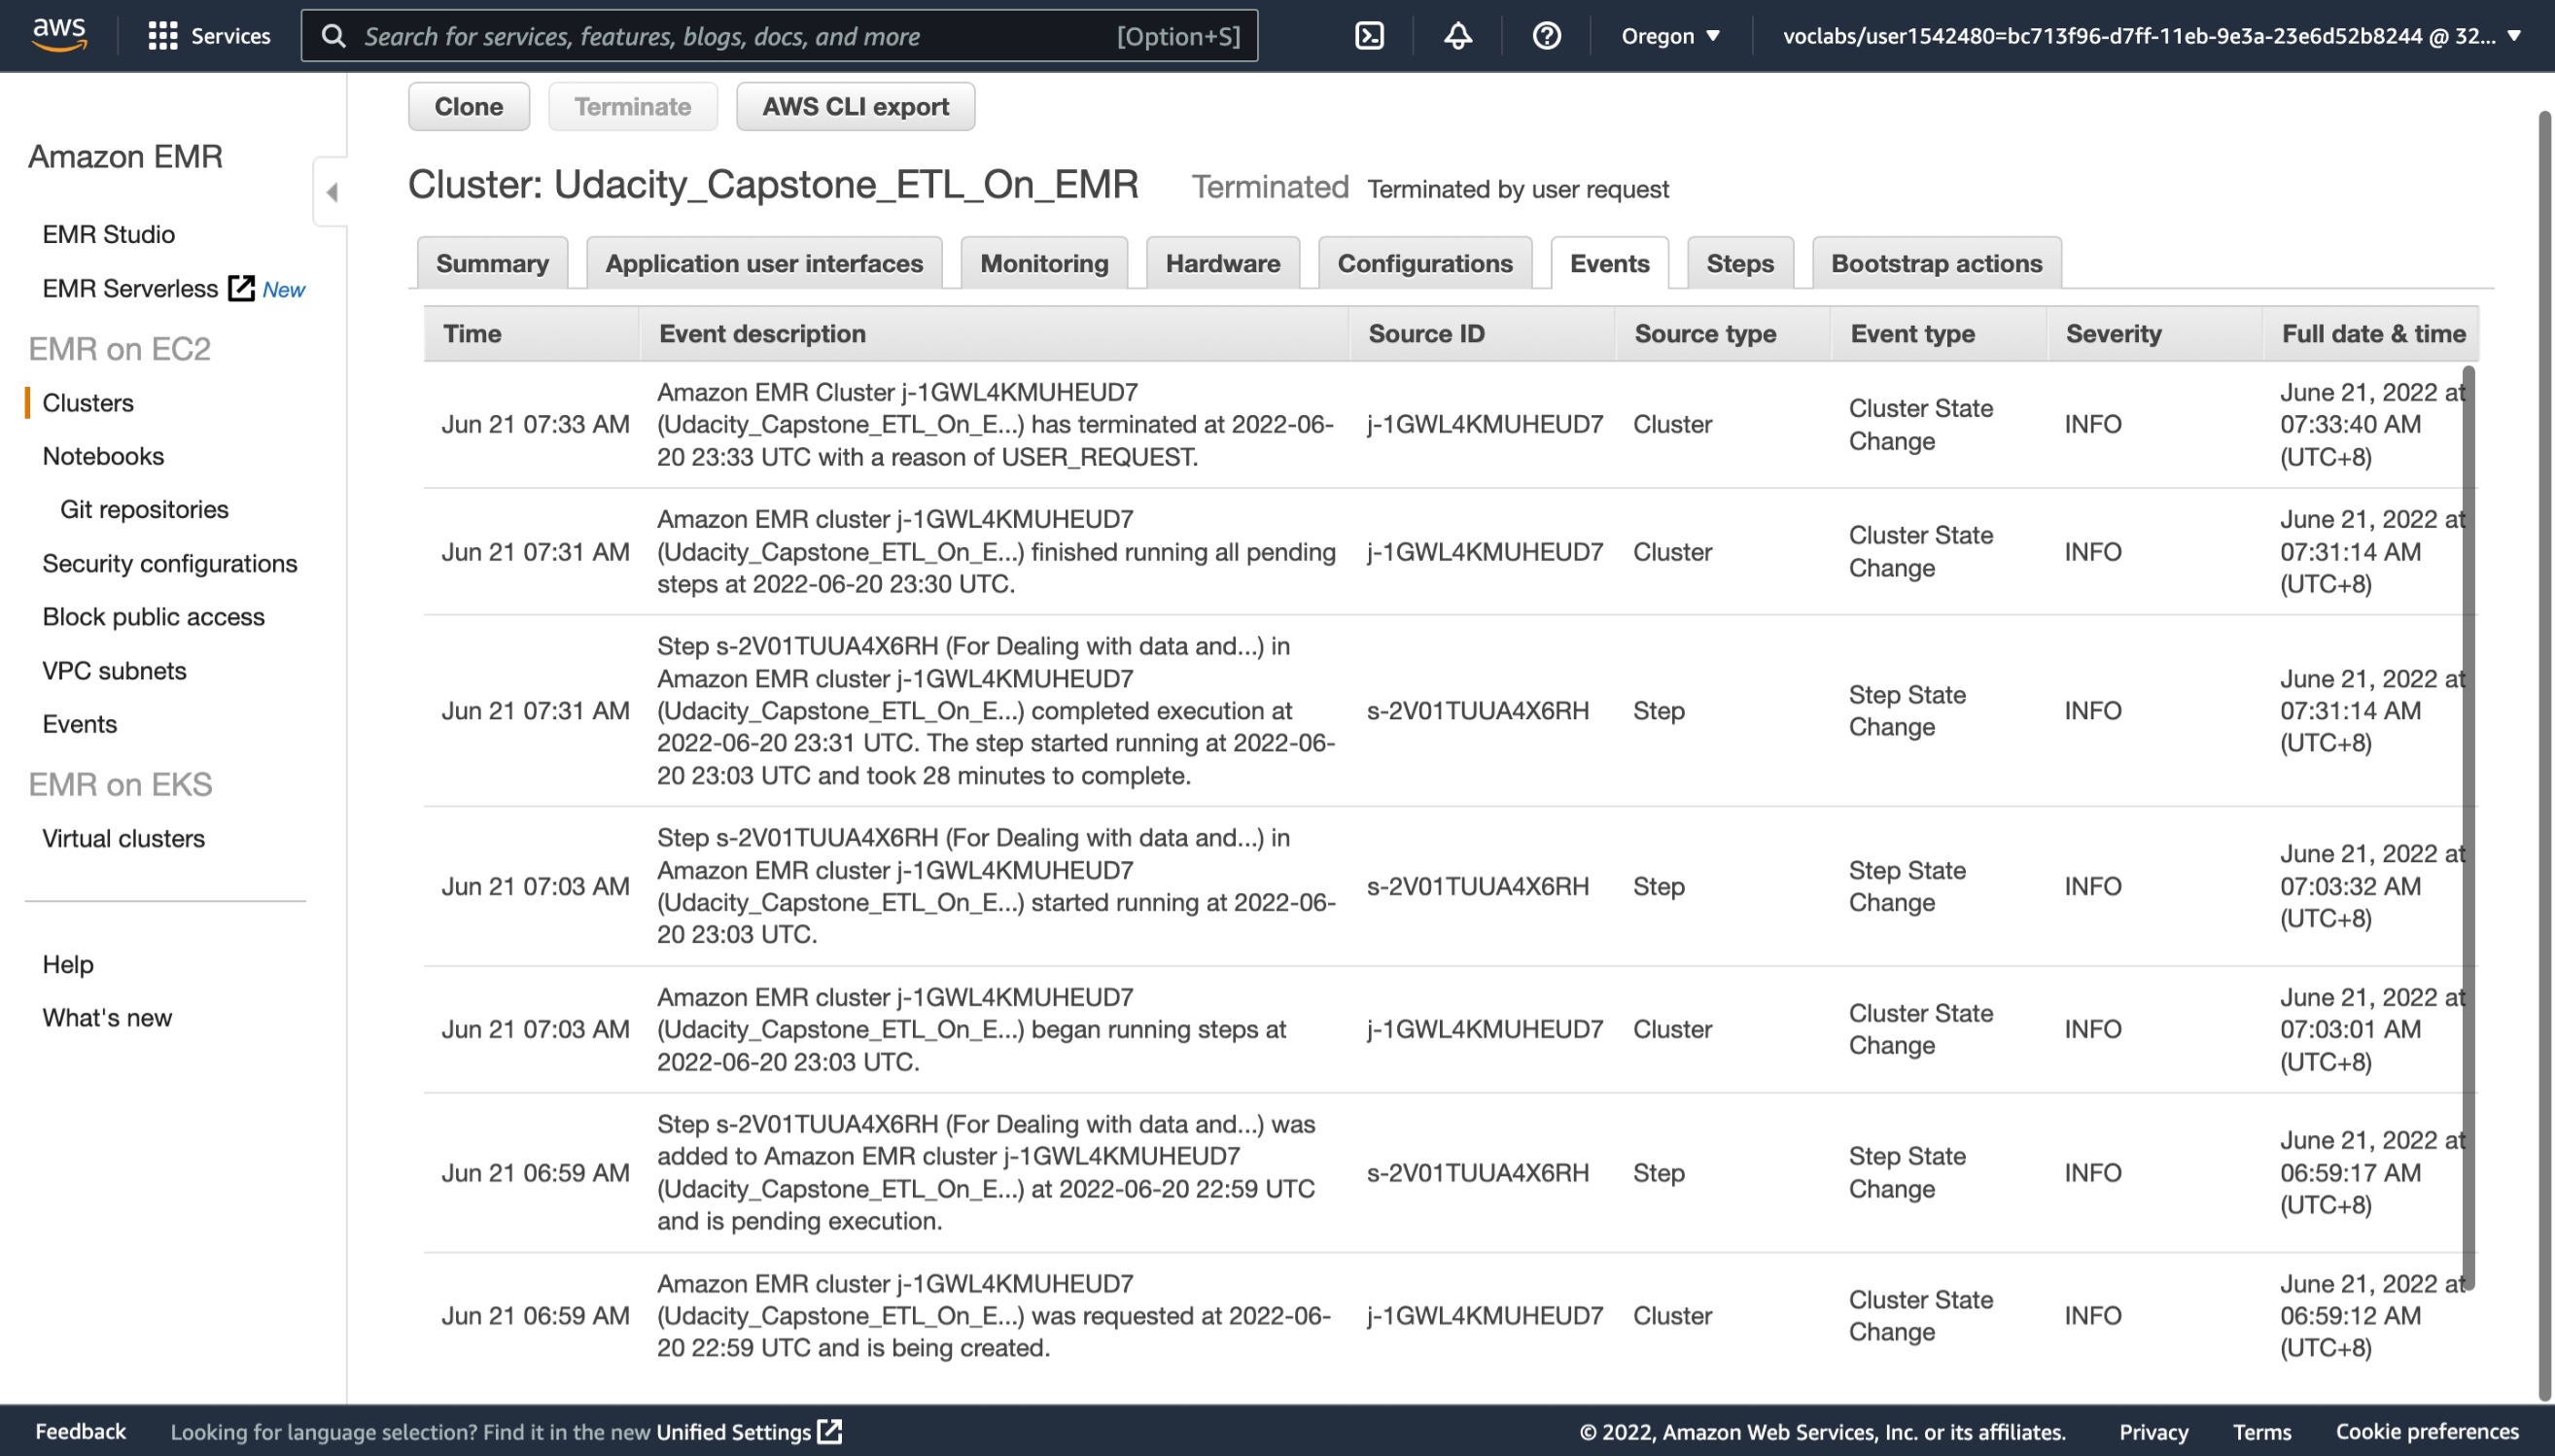 aws
Services
Search for services, features, blogs, docs, and more
[Option+S]
Oregon
voclabs/user1542480=bc713f96-d7ff-11eb-9e3a-23e6d52b8244 @ 32...
Amazon EMR
EMR Studio
EMR Serverless New
EMR on EC2
Clusters
Notebooks
Git repositories
Security configurations
Block public access
VPC subnets
Events
EMR on EKS
Virtual clusters
Help
What's new
Clone
Terminate
AWS CLI export
Cluster: Udacity_Capstone_ETL_On_EMR Terminated Terminated by user request
Summary
Application user interfaces
Monitoring
Hardware
Configurations
Events
Steps
Bootstrap actions
Time
Event description
Source ID
Source type
Event type
Severity
Full date & time
Jun 21 07:33 AM
Amazon EMR Cluster j-1GWL4KMUHEUD7
(Udacity_Capstone_ETL_On_E...) has terminated at 2022-06-
20 23:33 UTC with a reason of USER_REQUEST.
j-1GWL4KMUHEUD7
Cluster
Cluster State
Change
INFO
June 21, 2022 at
07:33:40 AM
(UTC+8)
Jun 21 07:31 AM
Amazon EMR cluster j-1GWL4KMUHEUD7
(Udacity_Capstone_ETL_On_E...) finished running all pending
steps at 2022-06-20 23:30 UTC.
j-1GWL4KMUHEUD7
Cluster
Cluster State
Change
INFO
June 21, 2022 at
07:31:14 AM
(UTC+8)
Jun 21 07:31 AM
Step s-2V01TUUA4X6RH (For Dealing with data and...) in
Amazon EMR cluster j-1GWL4KMUHEUD7
(Udacity_Capstone_ETL_On_E...) completed execution at
2022-06-20 23:31 UTC. The step started running at 2022-06-
20 23:03 UTC and took 28 minutes to complete.
s-2V01TUUA4X6RH
Step
Step State
Change
INFO
June 21, 2022 at
07:31:14 AM
(UTC+8)
Jun 21 07:03 AM
Step s-2V01TUUA4X6RH (For Dealing with data and...) in
Amazon EMR cluster j-1GWL4KMUHEUD7
(Udacity_Capstone_ETL_On_E...) started running at 2022-06-
20 23:03 UTC.
s-2V01TUUA4X6RH
Step
Step State
Change
INFO
June 21, 2022 at
07:03:32 AM
(UTC+8)
Jun 21 07:03 AM
Amazon EMR cluster j-1GWL4KMUHEUD7
(Udacity_Capstone_ETL_On_E...) began running steps at
2022-06-20 23:03 UTC.
j-1GWL4KMUHEUD7
Cluster
Cluster State
Change
INFO
June 21, 2022 at
07:03:01 AM
(UTC+8)
Jun 21 06:59 AM
Step s-2V01TUUA4X6RH (For Dealing with data and...) was
added to Amazon EMR cluster j-1GWL4KMUHEUD7
(Udacity_Capstone_ETL_On_E...) at 2022-06-20 22:59 UTC
and is pending execution.
s-2V01TUUA4X6RH
Step
Step State
Change
INFO
June 21, 2022 at
06:59:17 AM
(UTC+8)
Jun 21 06:59 AM
Amazon EMR cluster j-1GWL4KMUHEUD7
(Udacity_Capstone_ETL_On_E...) was requested at 2022-06-
20 22:59 UTC and is being created.
j-1GWL4KMUHEUD7
Cluster
Cluster State
Change
INFO
June 21, 2022 at
06:59:12 AM
(UTC+8)
Feedback
Looking for language selection? Find it in the new Unified Settings
© 2022, Amazon Web Services, Inc. or its affiliates.
Privacy
Terms
Cookie preferences